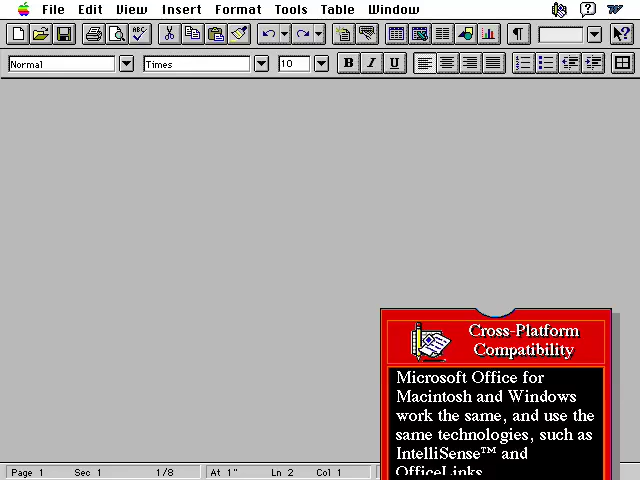 File Edit View Insert Format Tools Table Window
ABC
Normal Times 10 B I U
Cross-Platform
Compatibility
Microsoft Office for
Macintosh and Windows
work the same, and use the
same technologies, such as
IntelliSense™ and
OfficeLinks
Page 1 Sec 1 1/8 At 1" Ln 2 Col 1